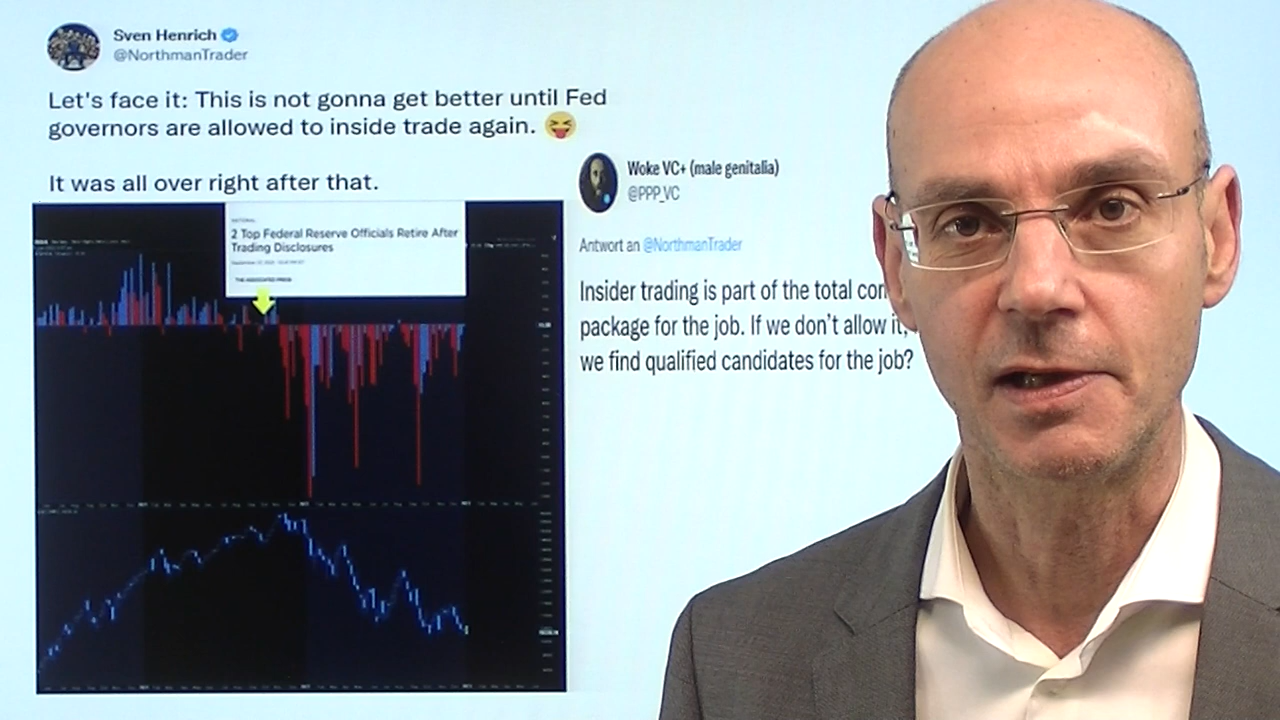 Sven Henrich
@NorthmanTrader
Let's face it: This is not gonna get better until Fed
governors are allowed to inside trade again. 😝
It was all over right after that.
2 Top Federal Reserve Officials Retire After
Trading Disclosures
THE ASSOCIATED PRESS
Woke VC+ (male genitalia)
@PPP_VC
Antwort an @NorthmanTrader
Insider trading is part of the total
package for the job. If we don't allow it,
we find qualified candidates for the job?